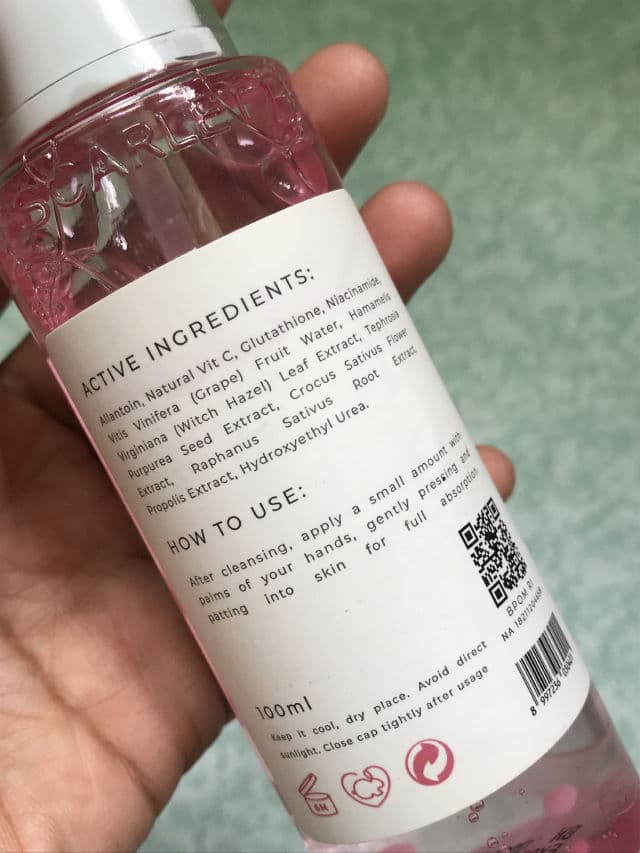 SCARLETT
ACTIVE INGREDIENTS:
Allantoin, Natural Vit C, Glutathione, Niacinamide,
Vitis Vinifera (Grape) Fruit Water, Hamamelis
Virginiana (Witch Hazel) Leaf Extract, Tephrosia
Purpurea Seed Extract, Crocus Sativus Flower
Extract, Raphanus Sativus Root Extract,
Propolis Extract, Hydroxyethyl Urea.
HOW TO USE:
After cleansing, apply a small amount with
palms of your hands, gently pressing and
patting into skin for full absorption.
BPOM RI
100ml
Keep it cool, dry place. Avoid direct
sunlight. Close cap tightly after usage
6M